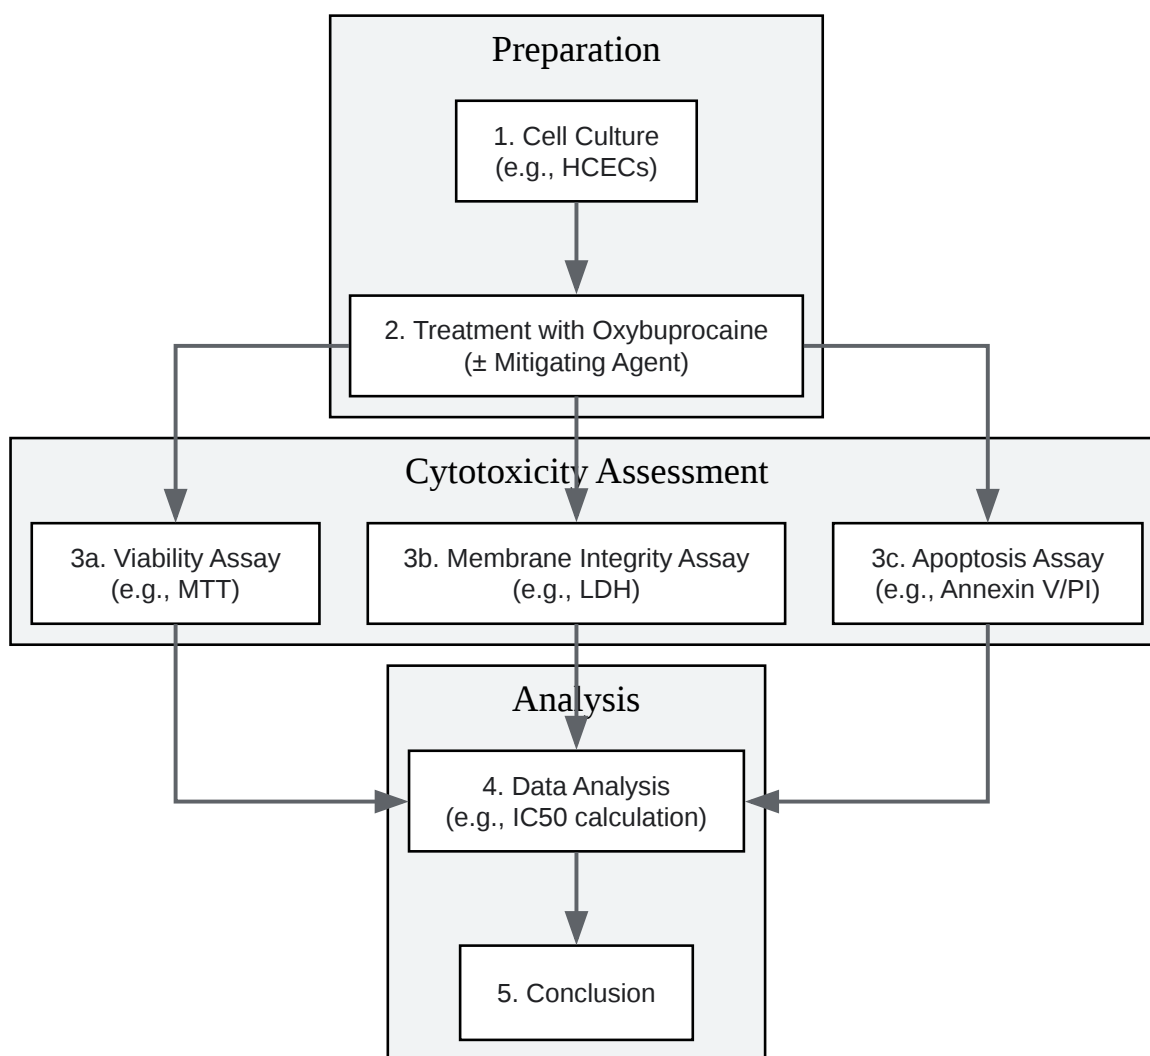 Preparation
1. Cell Culture
(e.g., HCECs)
2. Treatment with Oxybuprocaine
(± Mitigating Agent)
Cytotoxicity Assessment
3a. Viability Assay
(e.g., MTT)
3b. Membrane Integrity Assay
(e.g., LDH)
3c. Apoptosis Assay
(e.g., Annexin V/PI)
Analysis
4. Data Analysis
(e.g., IC50 calculation)
5. Conclusion